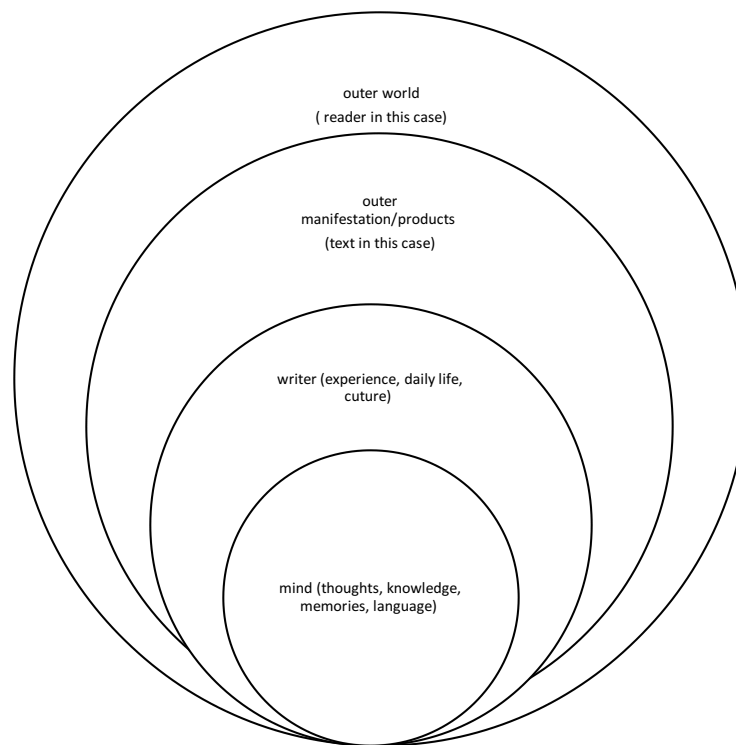 outer world
( reader in this case)
outer
manifestation/products
(text in this case)
writer (experience, daily life,
cuture)
mind (thoughts, knowledge,
memories, language)